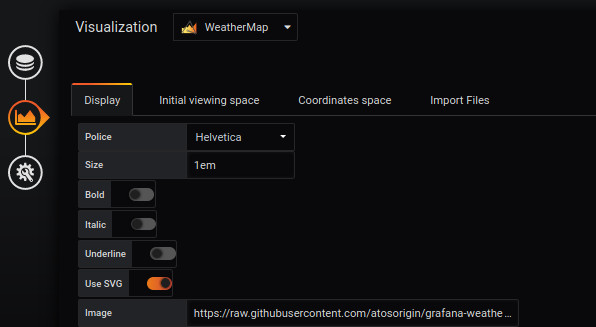 Visualization WeatherMap
Display Initial viewing space Coordinates space Import Files
Police Helvetica
Size 1em
Bold
Italic
Underline
Use SVG
Image https://raw.githubusercontent.com/atosorigin/grafana-weathe...